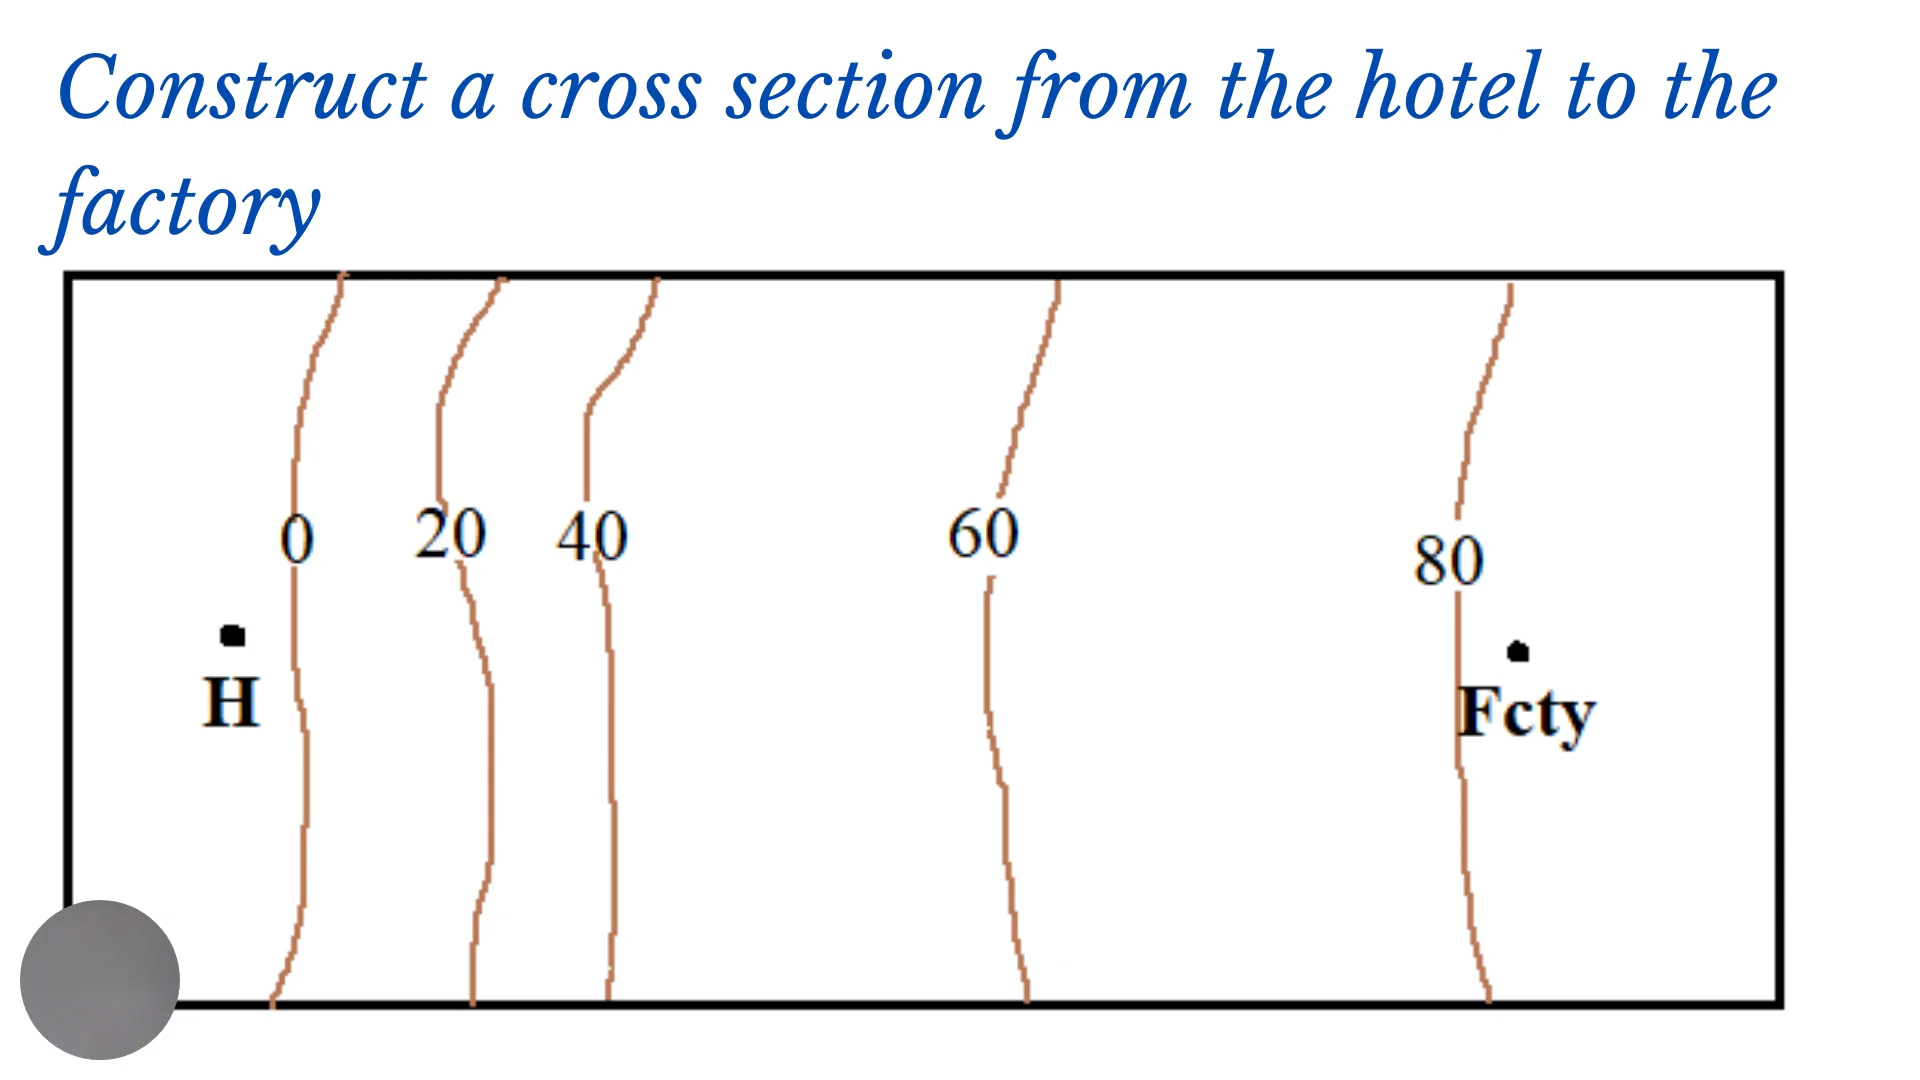 Construct a cross section from the hotel to the
factory
0 20 40 60 80
H Fcty